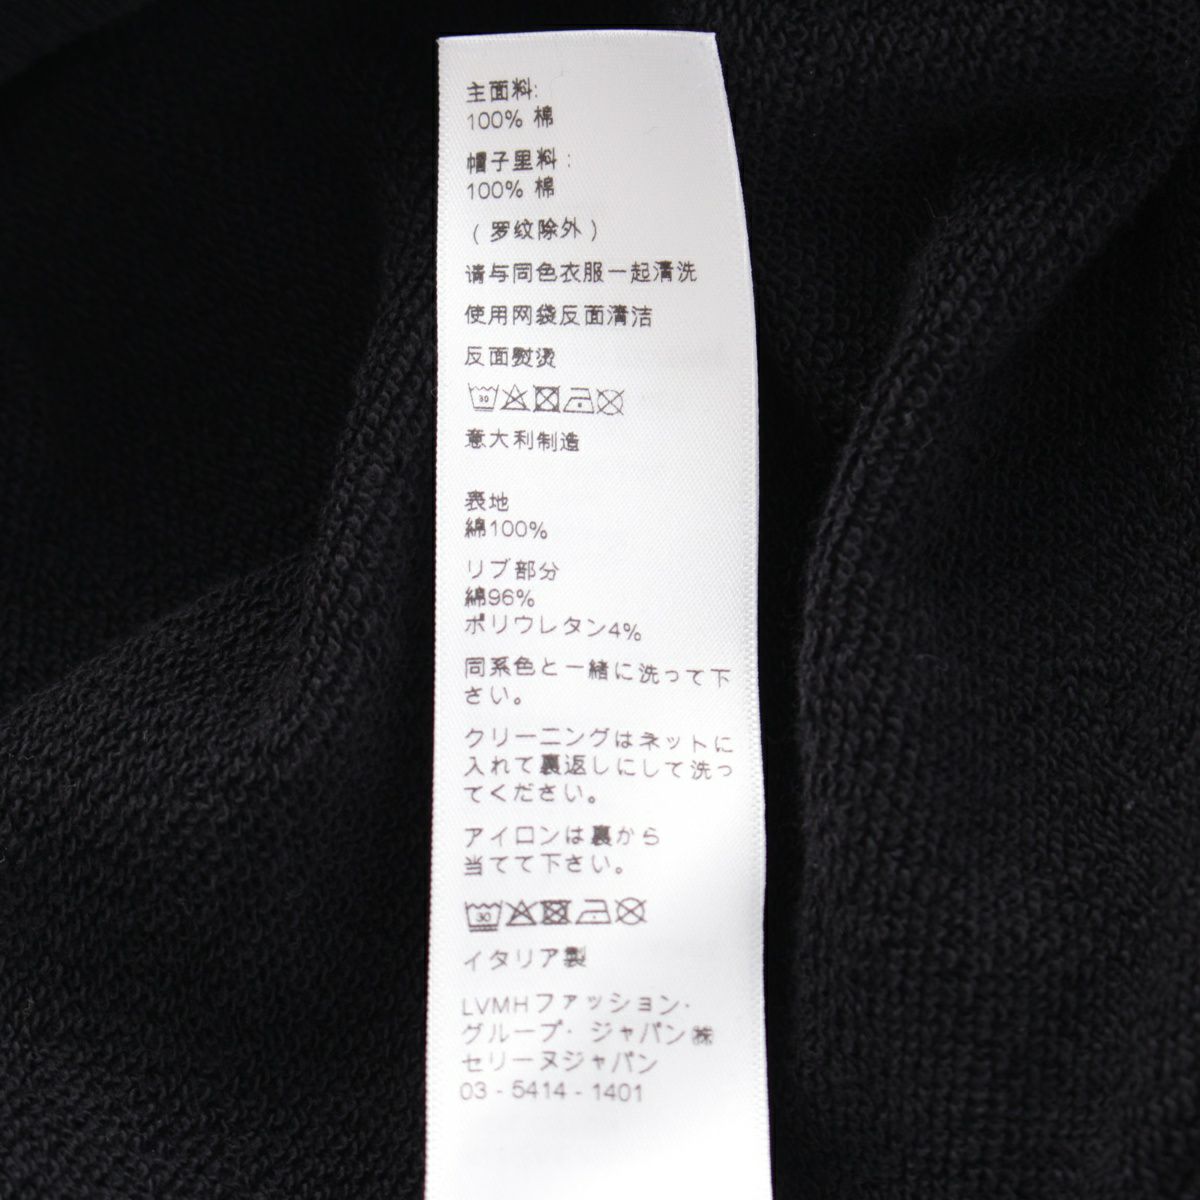 主面料:
100% 棉
帽子里料:
100% 棉
(罗纹除外)
请与同色衣服一起清洗
使用网袋反面清洁
反面熨烫
30
意大利制造
表地
綿100%
リブ部分
綿96%
ポリウレタン4%
同系色と一緒に洗って下
さい。
クリーニングはネットに
入れて裏返しにして洗っ
てください。
アイロンは裏から
当てて下さい。
30
イタリア製
LVMHファッション·
グループ· ジャパン㈱
セリーヌジャパン
03 - 5414 - 1401